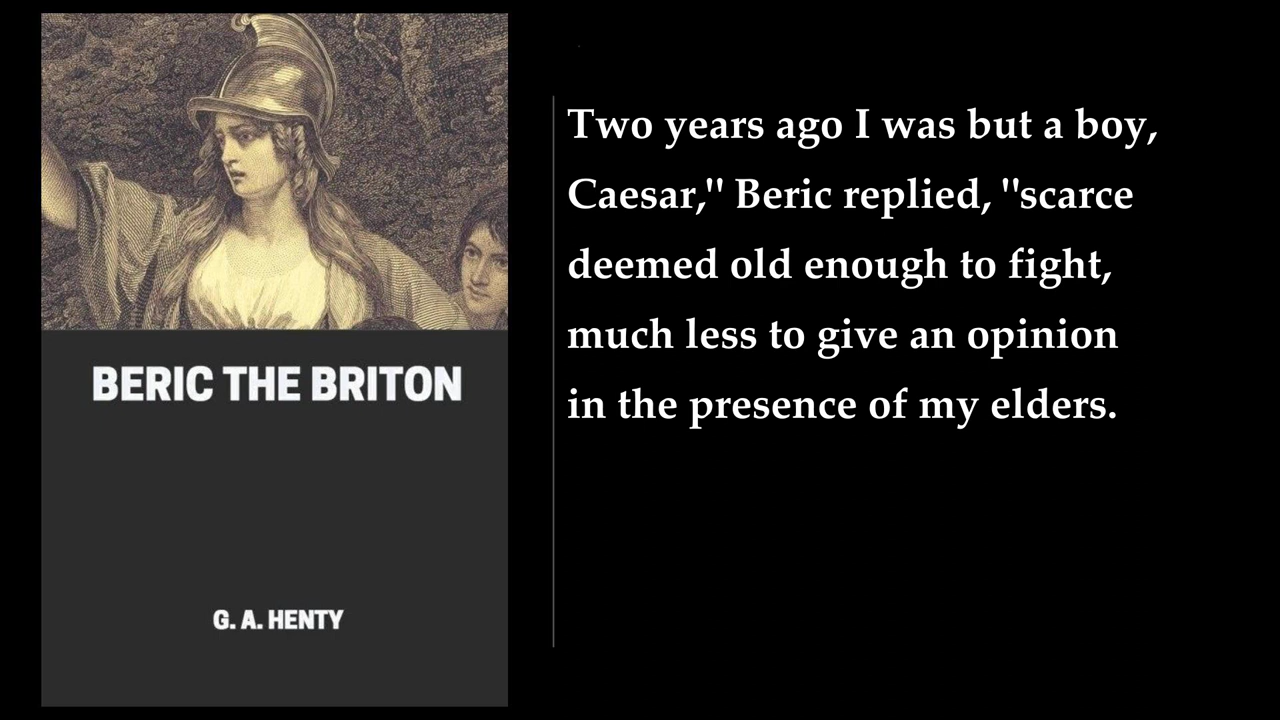 BERIC THE BRITON
G. A. HENTY
Two years ago I was but a boy,
Caesar," Beric replied, "scarce
deemed old enough to fight,
much less to give an opinion
in the presence of my elders.